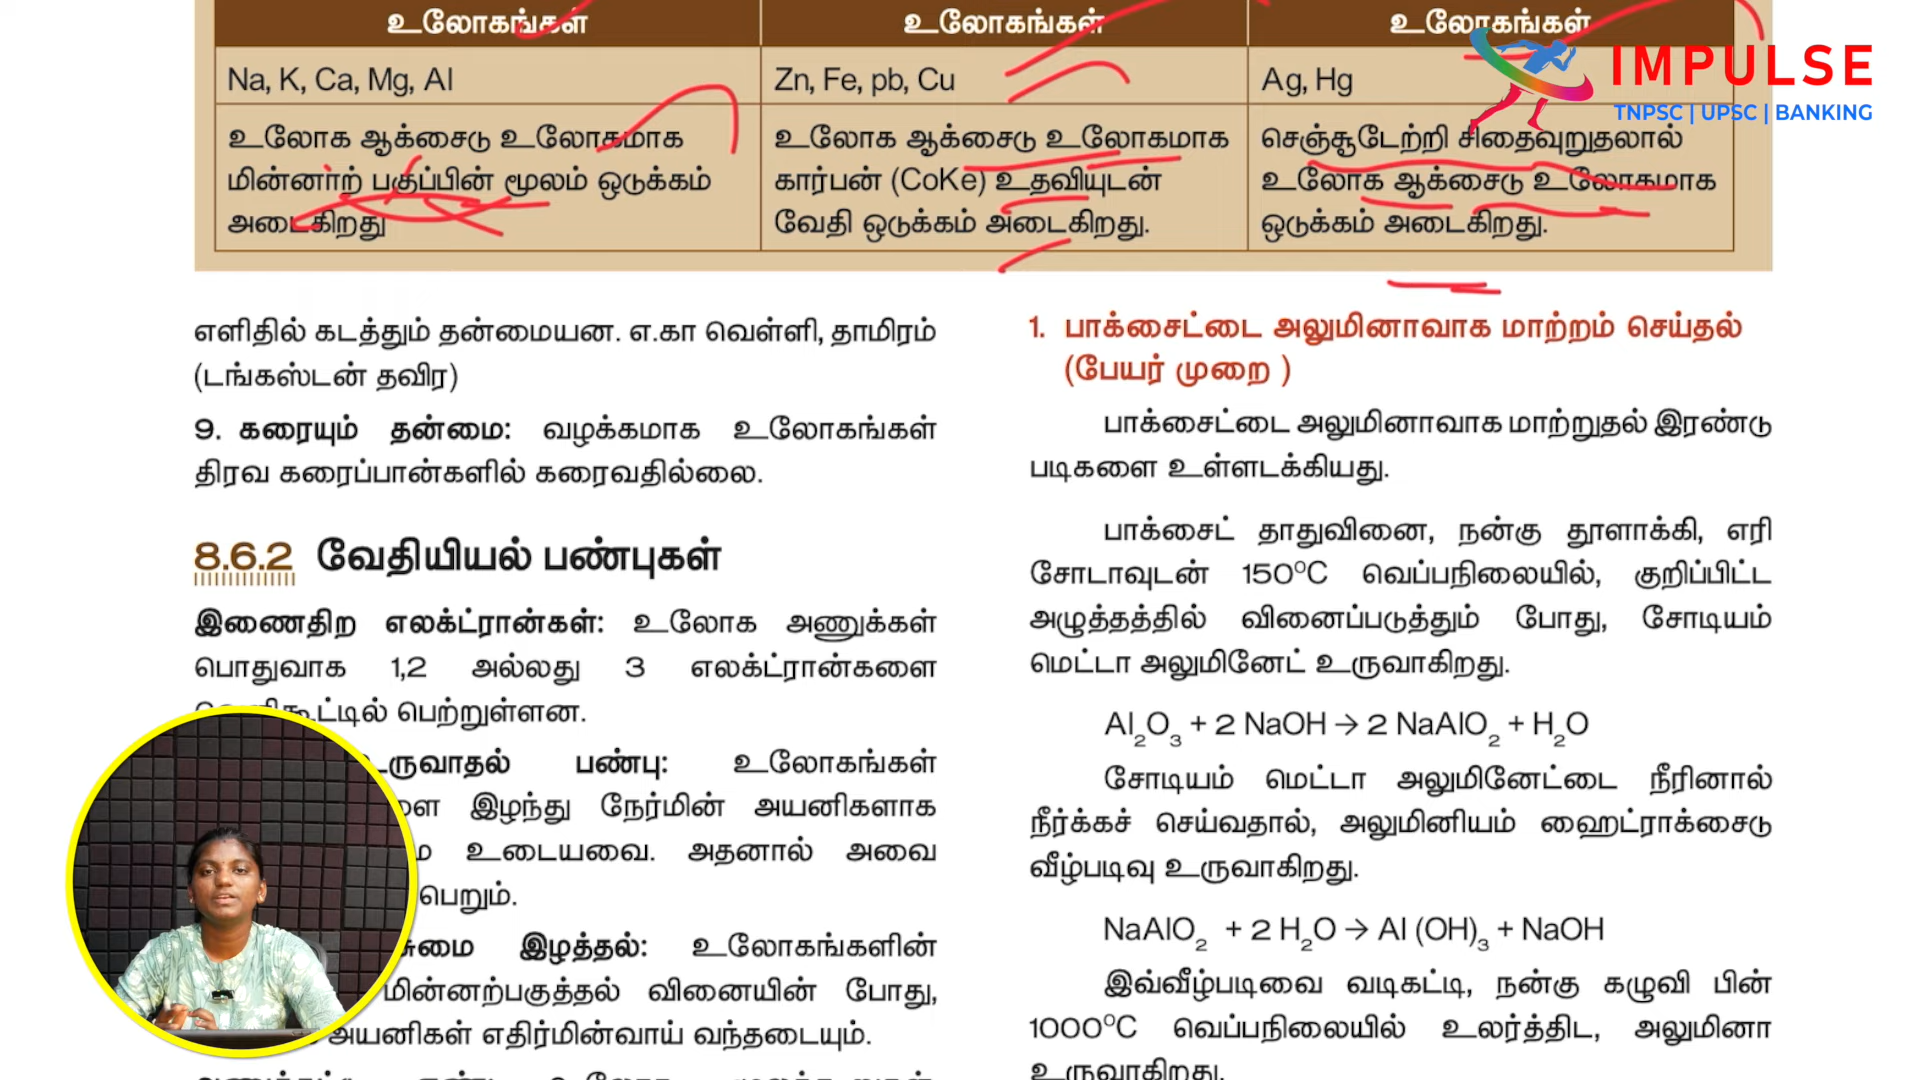 உலோகங்கள் உலோகங்கள் உலோகங்கள்
Na, K, Ca, Mg, Al Zn, Fe, pb, Cu Ag, Hg
IMPULSE
TNPSC | UPSC | BANKING
உலோக ஆக்சைடு உலோகமாக
மின்னாற் பகுப்பின் மூலம் ஒடுக்கம்
அடைகிறது
உலோக ஆக்சைடு உலோகமாக
கார்பன் (CoKe) உதவியுடன்
வேதி ஒடுக்கம் அடைகிறது.
செஞ்சூடேற்றி சிதைவுறுதலால்
உலோக ஆக்சைடு உலோகமாக
ஒடுக்கம் அடைகிறது.
எளிதில் கடத்தும் தன்மையன. எ.கா வெள்ளி, தாமிரம்
(டங்கஸ்டன் தவிர)
9. கரையும் தன்மை: வழக்கமாக உலோகங்கள்
திரவ கரைப்பான்களில் கரைவதில்லை.
8.6.2 வேதியியல் பண்புகள்
இணைதிற எலக்ட்ரான்கள்: உலோக அணுக்கள்
பொதுவாக 1,2 அல்லது 3 எலக்ட்ரான்களை
பெற்றுள்ளன.
உருவாதல் பண்பு: உலோகங்கள்
இழந்து நேர்மின் அயனிகளாக
உடையவை. அதனால் அவை
பெறும்.
இழத்தல்: உலோகங்களின்
மின்னற்பகுத்தல் வினையின் போது,
அயனிகள் எதிர்மின்வாய் வந்தடையும்.
1. பாக்சைட்டை அலுமினாவாக மாற்றம் செய்தல்
(பேயர் முறை )
பாக்சைட்டை அலுமினாவாக மாற்றுதல் இரண்டு
படிகளை உள்ளடக்கியது.
பாக்சைட் தாதுவினை, நன்கு தூளாக்கி, எரி
சோடாவுடன் 150⁰C வெப்பநிலையில், குறிப்பிட்ட
அழுத்தத்தில் வினைப்படுத்தும் போது, சோடியம்
மெட்டா அலுமினேட் உருவாகிறது.
Al₂O₃ + 2 NaOH → 2 NaAlO₂ + H₂O
சோடியம் மெட்டா அலுமினேட்டை நீரினால்
நீர்க்கச் செய்வதால், அலுமினியம் ஹைட்ராக்சைடு
வீழ்படிவு உருவாகிறது.
NaAlO₂ + 2 H₂O → Al (OH)₃ + NaOH
இவ்வீழ்படிவை வடிகட்டி, நன்கு கழுவி பின்
1000⁰C வெப்பநிலையில் உலர்த்திட, அலுமினா
உருவாகிறது.